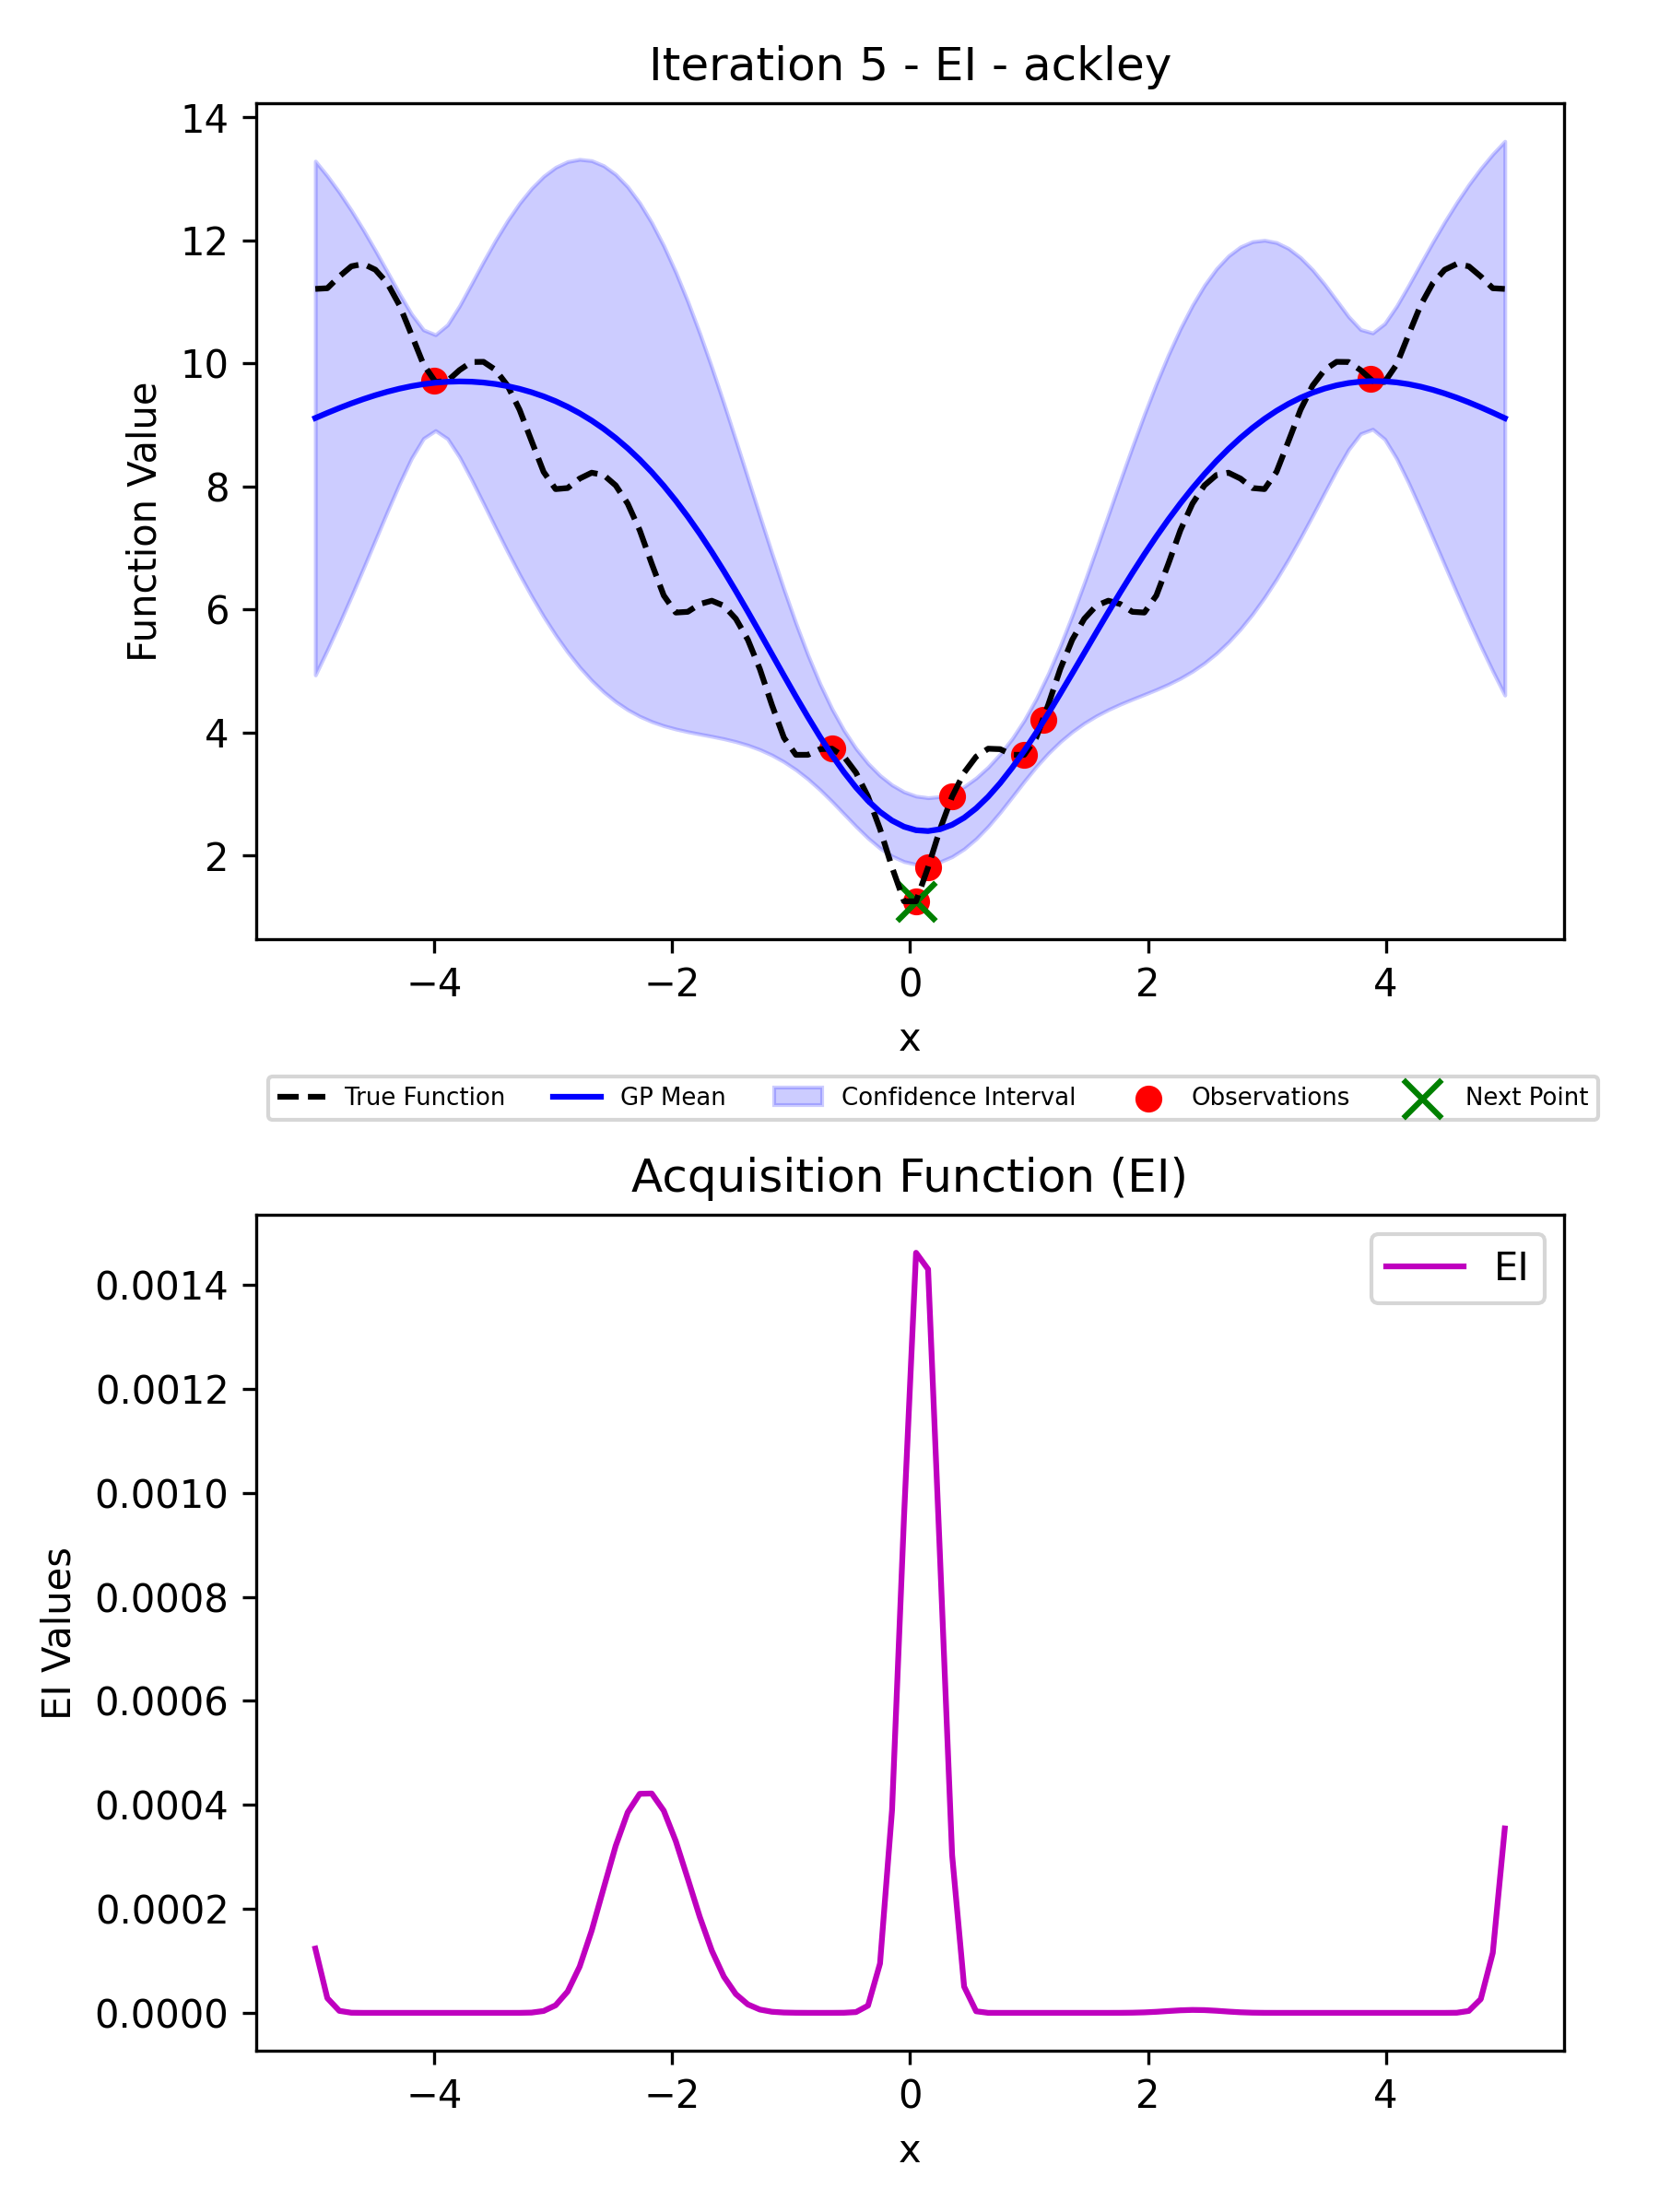 Iteration 5 - EI - ackley
14
12
10
8
6
4
2
Function Value
−4 −2 0 2 4
x
True Function GP Mean Confidence Interval Observations Next Point
Acquisition Function (EI)
EI
0.0014
0.0012
0.0010
0.0008
0.0006
0.0004
0.0002
0.0000
EI Values
−4 −2 0 2 4
x